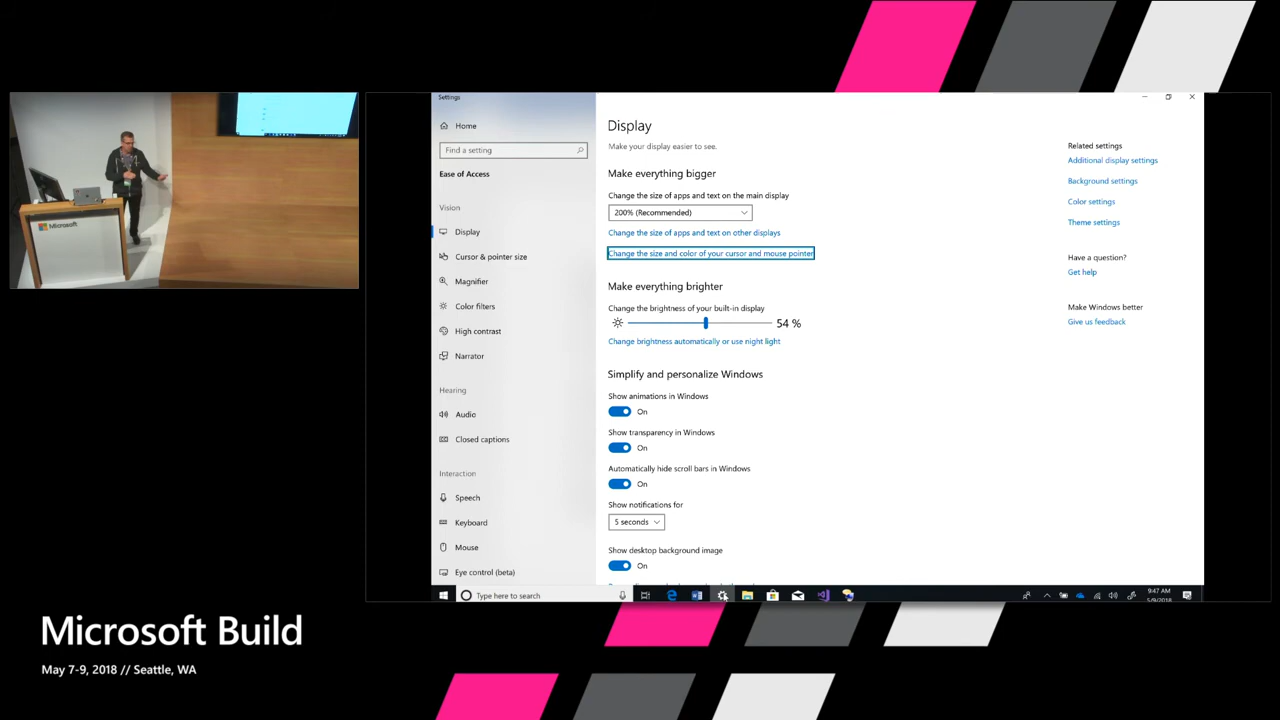 Settings
Home
Find a setting
Ease of Access
Vision
Display
Cursor & pointer size
Magnifier
Color filters
High contrast
Narrator
Hearing
Audio
Closed captions
Interaction
Speech
Keyboard
Mouse
Eye control (beta)
Display
Make your display easier to see.
Make everything bigger
Change the size of apps and text on the main display
200% (Recommended)
Change the size of apps and text on other displays
Change the size and color of your cursor and mouse pointer
Make everything brighter
Change the brightness of your built-in display
54 %
Change brightness automatically or use night light
Simplify and personalize Windows
Show animations in Windows
On
Show transparency in Windows
On
Automatically hide scroll bars in Windows
On
Show notifications for
5 seconds
Show desktop background image
On
Related settings
Additional display settings
Background settings
Color settings
Theme settings
Have a question?
Get help
Make Windows better
Give us feedback
Type here to search
9:47 AM
5/9/2018
Microsoft
Microsoft Build
May 7-9, 2018 // Seattle, WA